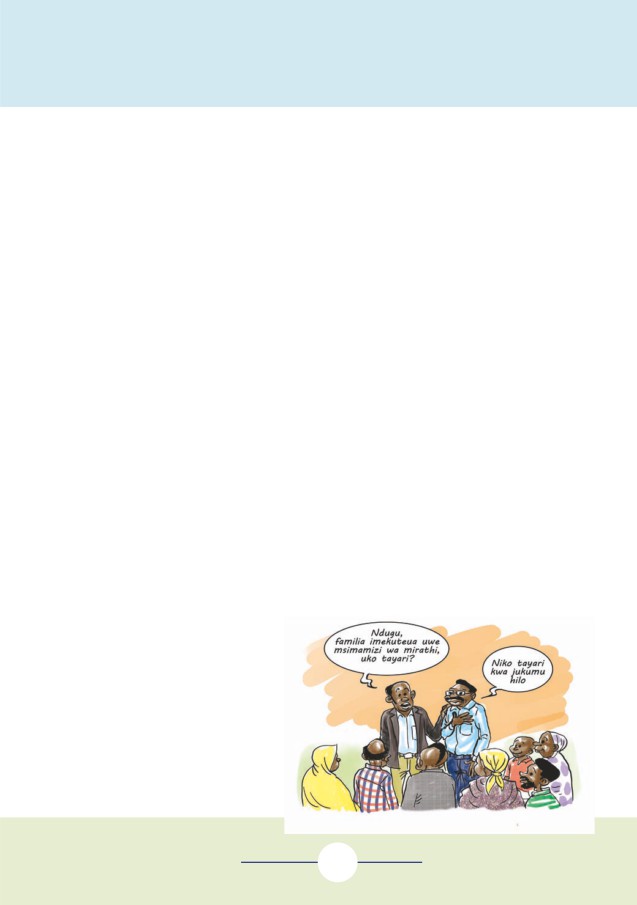 Ndugu,
familia imekuteua uwe
msimamizi wa mirathi,
uko tayari?
Niko tayari
kwa jukumu
hilo